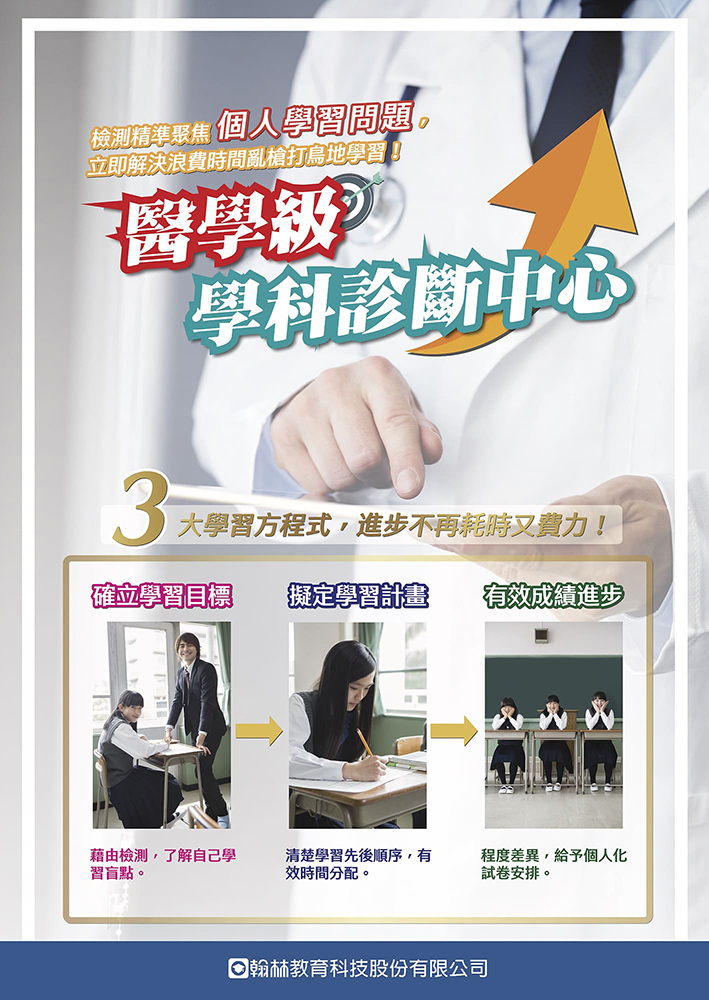 檢測精準聚焦 個人學習問題，
立即解決浪費時間亂槍打鳥地學習！
醫學級
學科診斷中心
3大學習方程式，進步不再耗時又費力！
確立學習目標
擬定學習計畫
有效成績進步
藉由檢測，了解自己學
習盲點。
清楚學習先後順序，有
效時間分配。
程度差異，給予個人化
試卷安排。
翰林教育科技股份有限公司